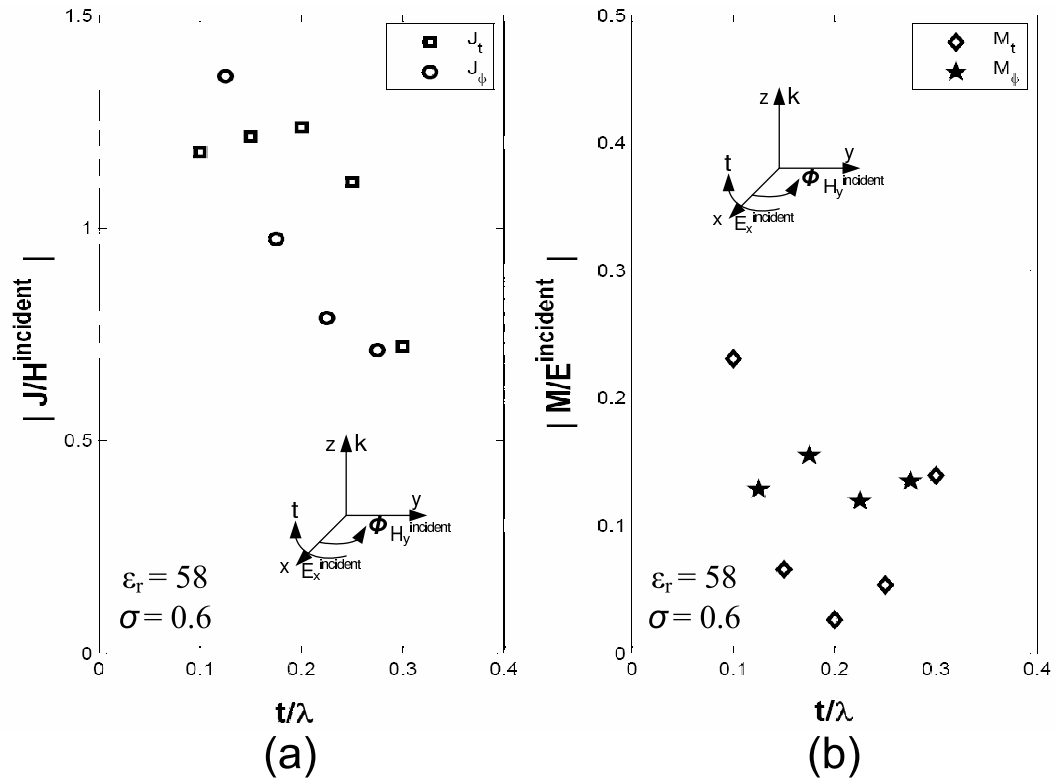 1.5
J_t
J_ϕ
1
| J/H^incident |
0.5
z k
y
t
ϕ
H_y^incident
x
E_x^incident
ε_r = 58
σ = 0.6
0
0 0.1 0.2 0.3 0.4
t/λ
(a)
0.5
M_t
M_ϕ
z k
0.4
y
t
ϕ
H_y^incident
x
E_x^incident
0.3
| M/E^incident |
0.2
0.1
ε_r = 58
σ = 0.6
0
0 0.1 0.2 0.3 0.4
t/λ
(b)